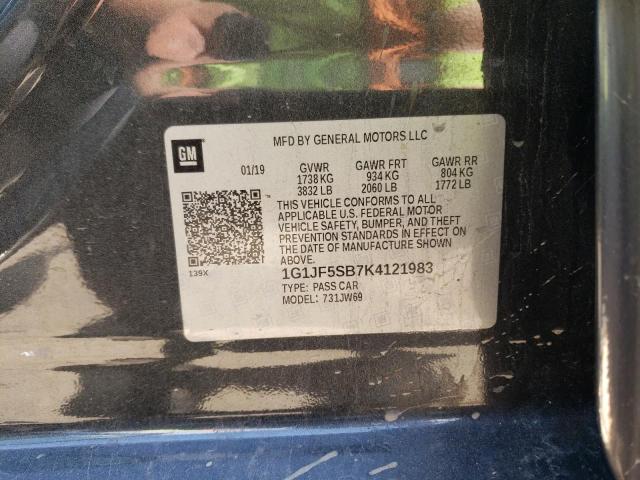 MFD BY GENERAL MOTORS LLC
GM
01/19 GVWR GAWR FRT GAWR RR
1738 KG 934 KG 804 KG
3832 LB 2060 LB 1772 LB
THIS VEHICLE CONFORMS TO ALL
APPLICABLE U.S. FEDERAL MOTOR
VEHICLE SAFETY, BUMPER, AND THEFT
PREVENTION STANDARDS IN EFFECT ON
THE DATE OF MANUFACTURE SHOWN
ABOVE.
139X
1G1JF5SB7K4121983
TYPE: PASS CAR
MODEL: 731JW69